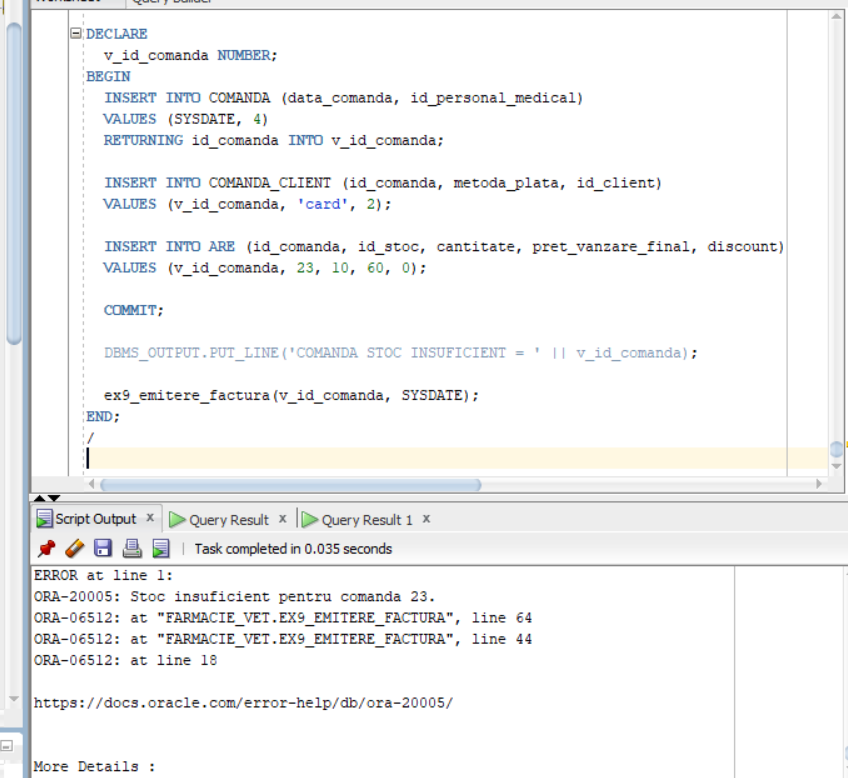 Query Builder
DECLARE
v_id_comanda NUMBER;
BEGIN
INSERT INTO COMANDA (data_comanda, id_personal_medical)
VALUES (SYSDATE, 4)
RETURNING id_comanda INTO v_id_comanda;
INSERT INTO COMANDA_CLIENT (id_comanda, metoda_plata, id_client)
VALUES (v_id_comanda, 'card', 2);
INSERT INTO ARE (id_comanda, id_stoc, cantitate, pret_vanzare_final, discount)
VALUES (v_id_comanda, 23, 10, 60, 0);
COMMIT;
DBMS_OUTPUT.PUT_LINE('COMANDA STOC INSUFICIENT = ' || v_id_comanda);
ex9_emitere_factura(v_id_comanda, SYSDATE);
END;
/
Script Output x Query Result x Query Result 1 x
| Task completed in 0.035 seconds
ERROR at line 1:
ORA-20005: Stoc insuficient pentru comanda 23.
ORA-06512: at "FARMACIE_VET.EX9_EMITERE_FACTURA", line 64
ORA-06512: at "FARMACIE_VET.EX9_EMITERE_FACTURA", line 44
ORA-06512: at line 18
https://docs.oracle.com/error-help/db/ora-20005/
More Details :